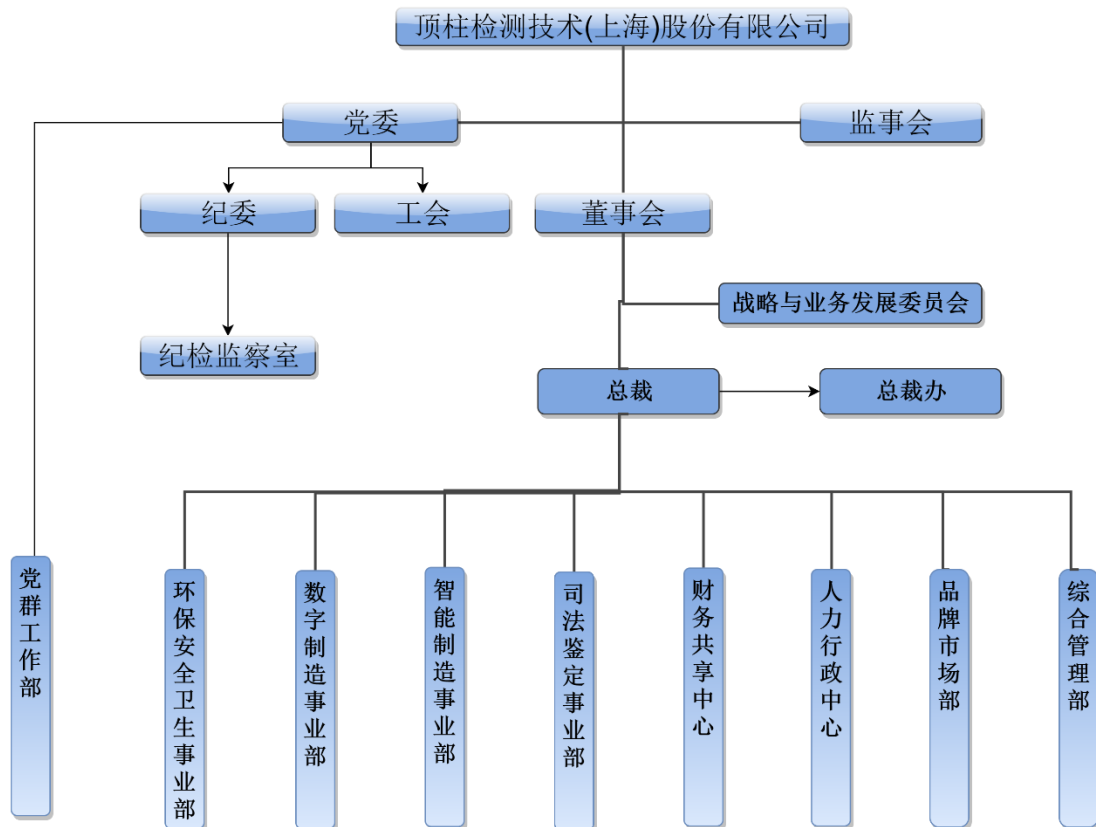 顶柱检测技术(上海)股份有限公司
党委
监事会
纪委
工会
董事会
战略与业务发展委员会
纪检监察室
总裁
总裁办
党群工作部
环保安全卫生事业部
数字制造事业部
智能制造事业部
司法鉴定事业部
财务共享中心
人力行政中心
品牌市场部
综合管理部